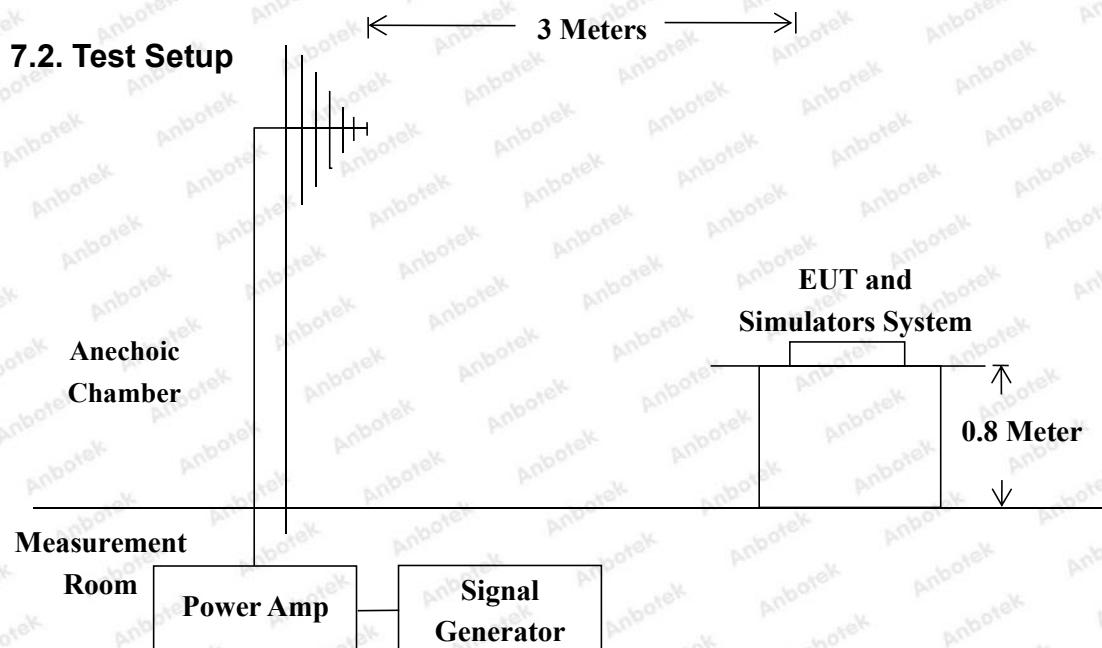 3 Meters
7.2. Test Setup
EUT and
Simulators System
Anechoic
Chamber
0.8 Meter
Measurement
Room
Power Amp
Signal
Generator
Anbotek